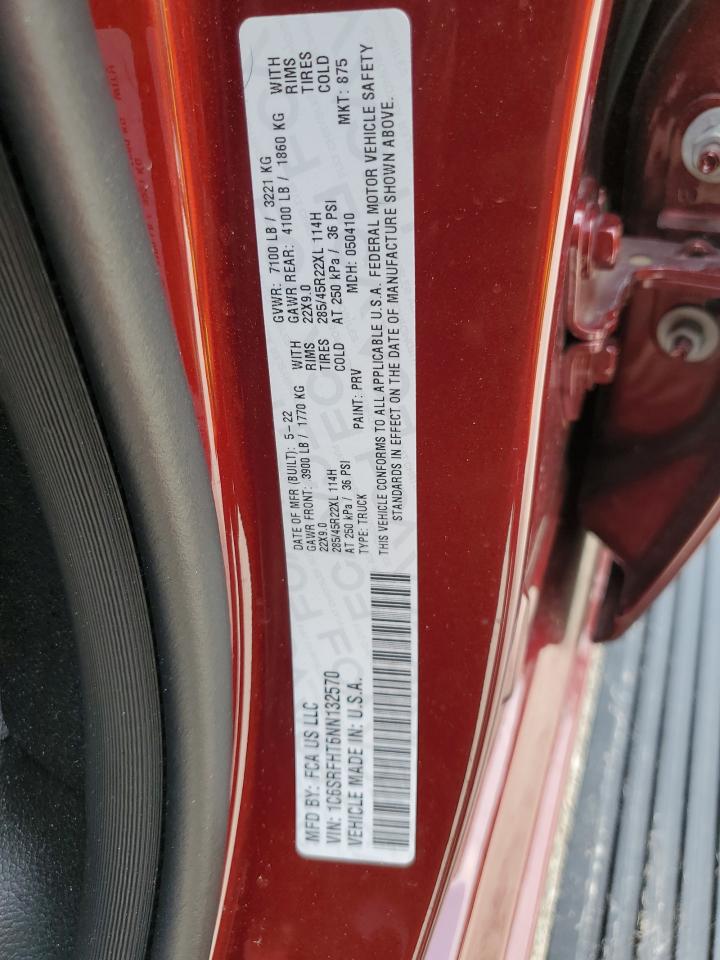 MFD BY: FCA US LLC
VIN: 1C6SRFHT5NN132570
VEHICLE MADE IN: U.S.A.
DATE OF MFR (BUILT): 5-22
GAWR FRONT: 3900 LB / 1770 KG WITH
22X9.0 RIMS
285/45R22XL 114H TIRES
AT 250 kPa / 36 PSI COLD
TYPE: TRUCK PAINT: PRV
GVWR: 7100 LB / 3221 KG
GAWR REAR: 4100 LB / 1860 KG WITH
22X9.0 RIMS
285/45R22XL 114H TIRES
AT 250 kPa / 36 PSI COLD
MDH: 050410 MKT: 875
THIS VEHICLE CONFORMS TO ALL APPLICABLE U.S.A. FEDERAL MOTOR VEHICLE SAFETY
STANDARDS IN EFFECT ON THE DATE OF MANUFACTURE SHOWN ABOVE.